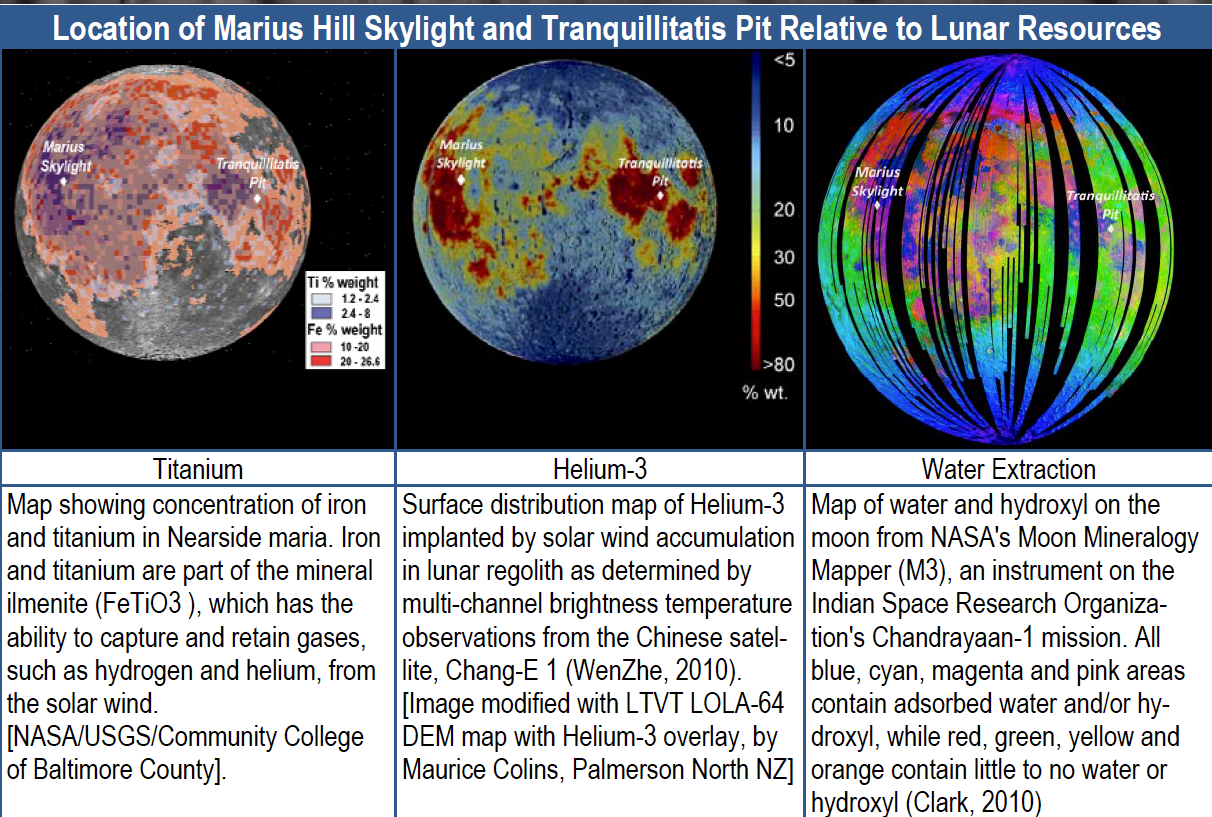 Location of Marius Hill Skylight and Tranquillitatis Pit Relative to Lunar Resources
Marius
Skylight
Tranquillitatis
Pit
Ti % weight
1.2 - 2.4
2.4 - 8
Fe % weight
10 -20
20 - 26.6
Marius
Skylight
Tranquillitatis
Pit
<5
10
20
30
50
>80
% wt.
Marius
Skylight
Tranquillitatis
Pit
Titanium
Map showing concentration of iron
and titanium in Nearside maria. Iron
and titanium are part of the mineral
ilmenite (FeTiO3 ), which has the
ability to capture and retain gases,
such as hydrogen and helium, from
the solar wind.
[NASA/USGS/Community College
of Baltimore County].
Helium-3
Surface distribution map of Helium-3
implanted by solar wind accumulation
in lunar regolith as determined by
multi-channel brightness temperature
observations from the Chinese satel-
lite, Chang-E 1 (WenZhe, 2010).
[Image modified with LTVT LOLA-64
DEM map with Helium-3 overlay, by
Maurice Colins, Palmerson North NZ]
Water Extraction
Map of water and hydroxyl on the
moon from NASA's Moon Mineralogy
Mapper (M3), an instrument on the
Indian Space Research Organiza-
tion's Chandrayaan-1 mission. All
blue, cyan, magenta and pink areas
contain adsorbed water and/or hy-
droxyl, while red, green, yellow and
orange contain little to no water or
hydroxyl (Clark, 2010)